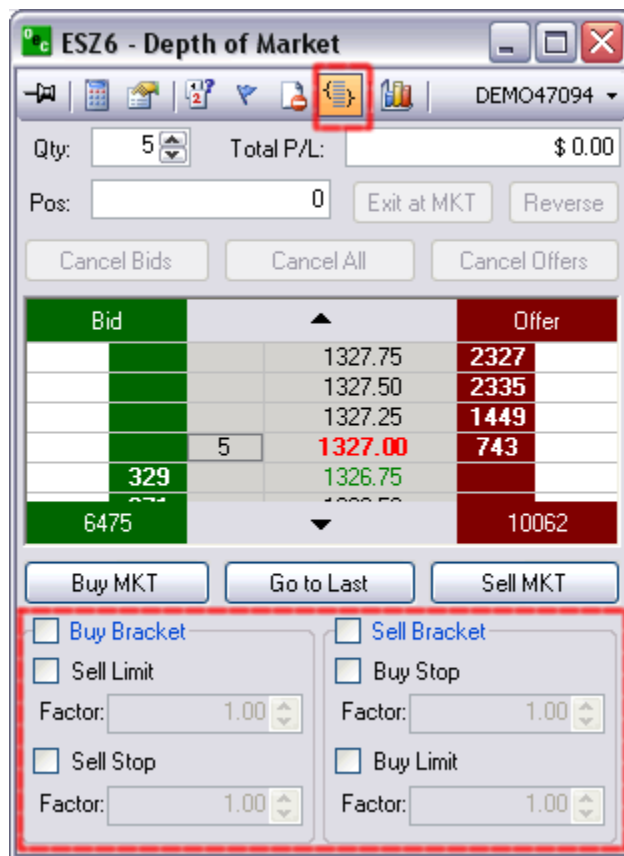 Oec ESZ6 - Depth of Market
DEMO47094
Qty: 5 Total P/L: $ 0.00
Pos: 0 Exit at MKT Reverse
Cancel Bids Cancel All Cancel Offers
Bid Offer
1327.75 2327
1327.50 2335
1327.25 1449
5 1327.00 743
329 1326.75
6475 10062
Buy MKT Go to Last Sell MKT
Buy Bracket Sell Bracket
Sell Limit Buy Stop
Factor: 1.00 Factor: 1.00
Sell Stop Buy Limit
Factor: 1.00 Factor: 1.00